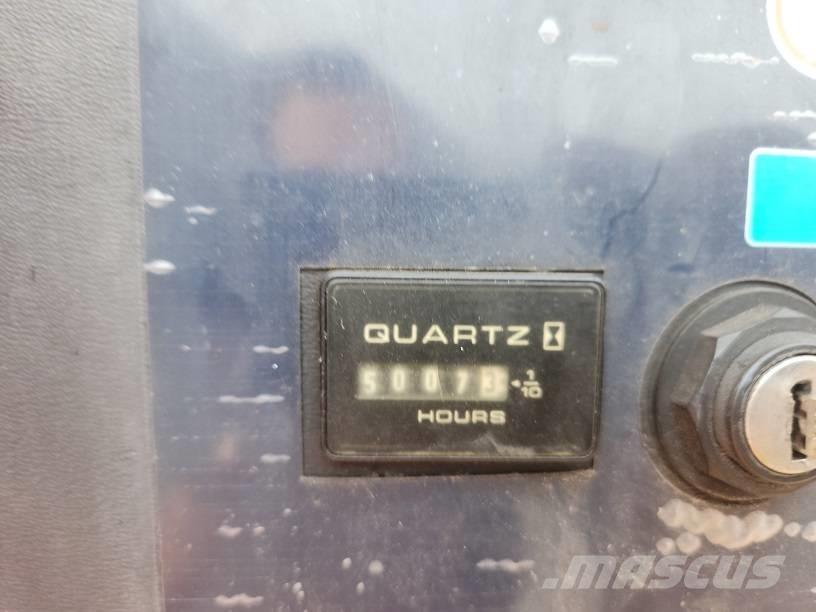 QUARTZ
50073 1/10
HOURS
MASCUS